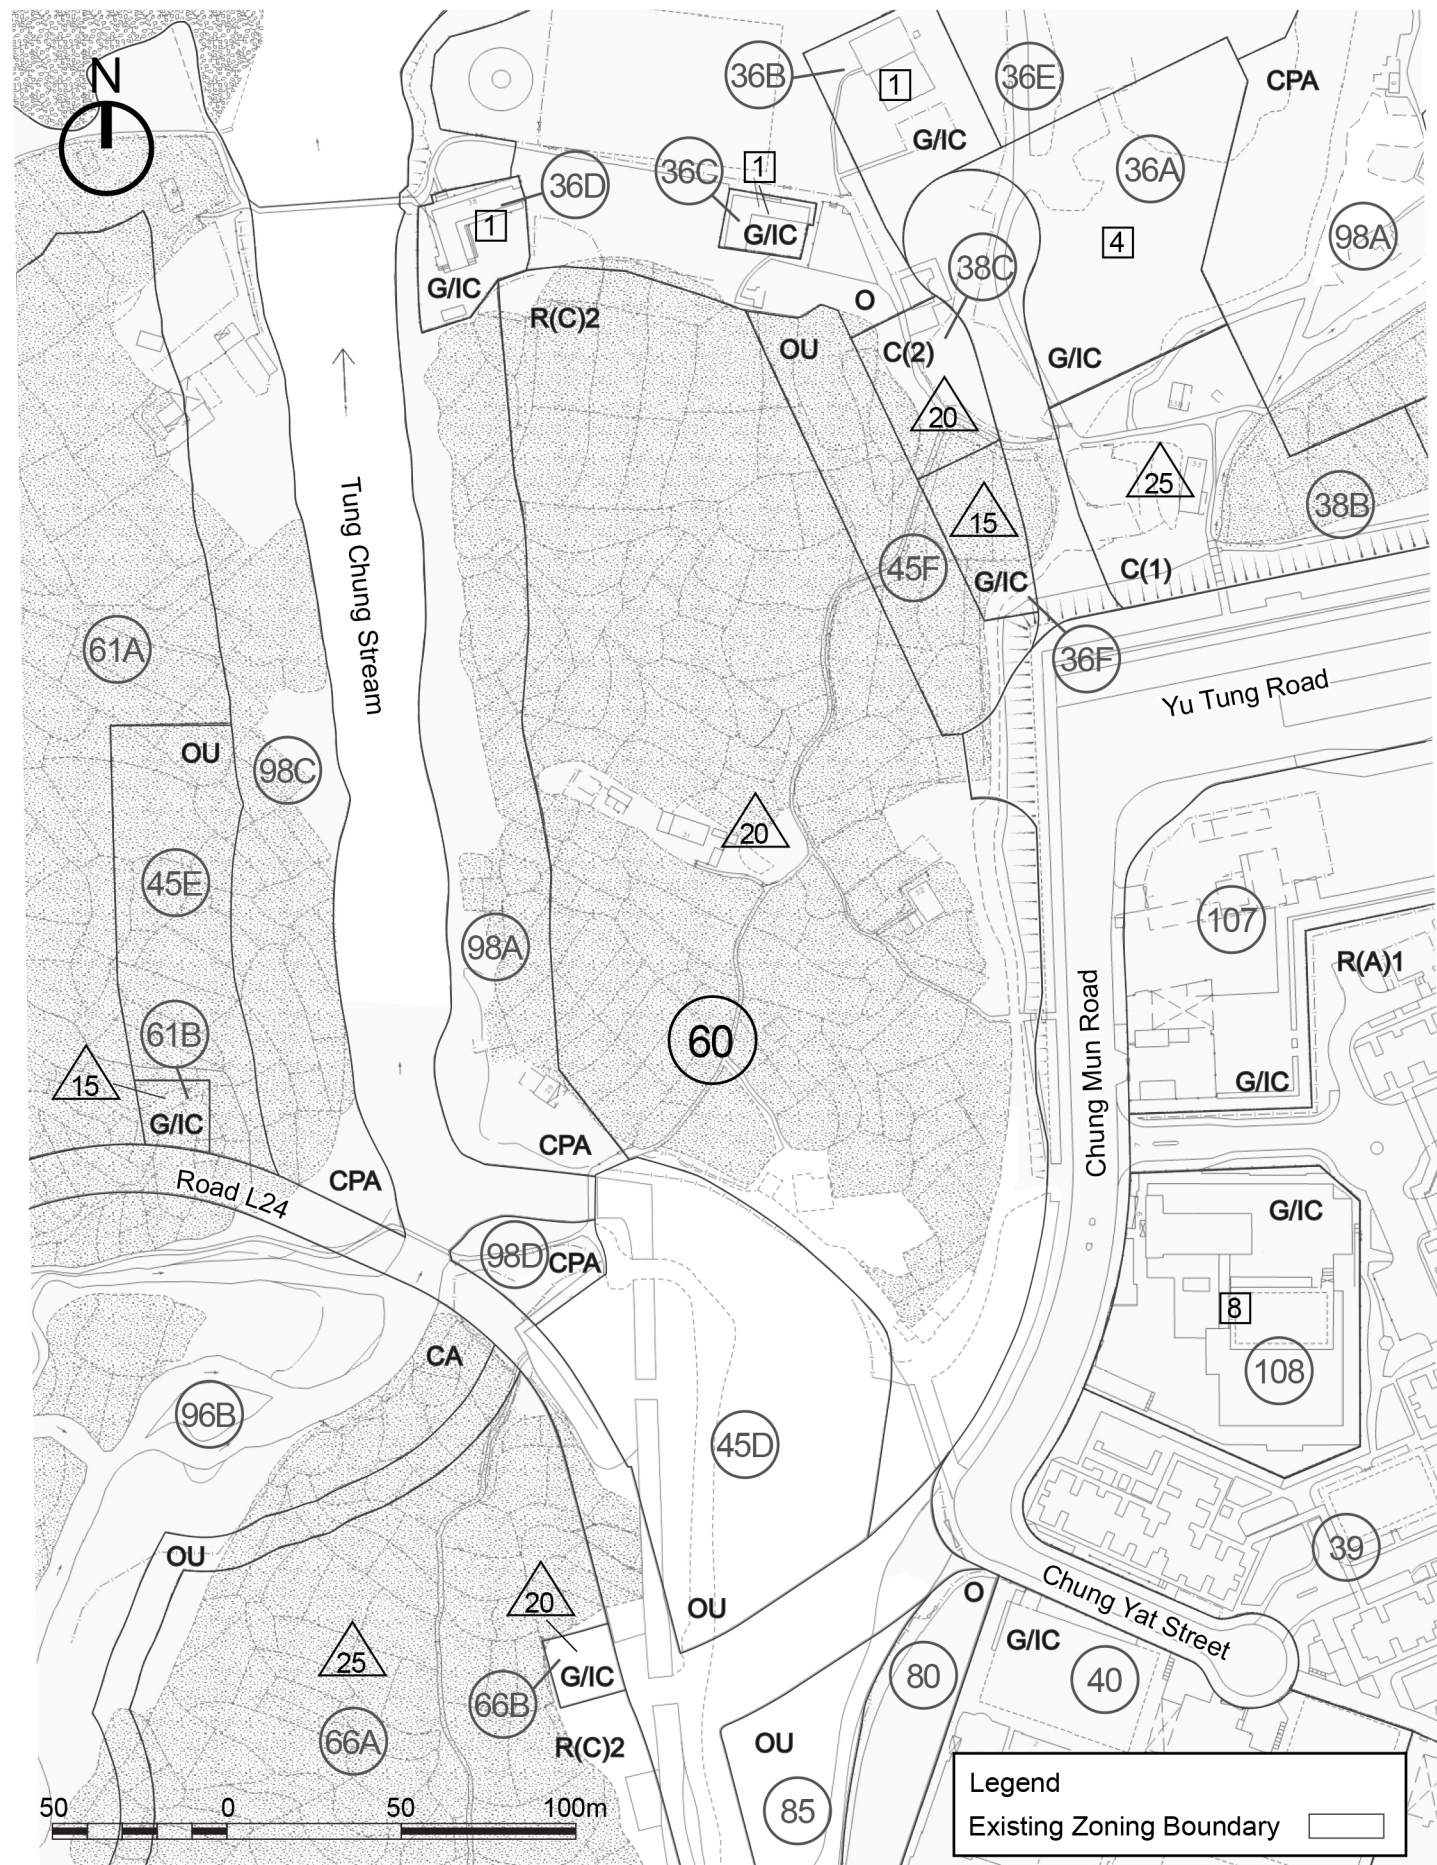 N
36B
36E
CPA
1
G/IC
36D
36C
1
36A
1
G/IC
4
98A
G/IC
38C
O
R(C)2
OU
C(2)
G/IC
20
25
15
38B
Tung Chung Stream
45F
G/IC
C(1)
61A
36F
Yu Tung Road
OU
98C
20
45E
107
98A
R(A)1
61B
60
15
Chung Mun Road
G/IC
G/IC
CPA
CPA
Road L24
G/IC
98D
CPA
8
CA
108
96B
45D
39
OU
20
O
Chung Yat Street
OU
25
G/IC
G/IC
80
40
66B
66A
R(C)2
OU
85
50
0
50
100m
Legend
Existing Zoning Boundary